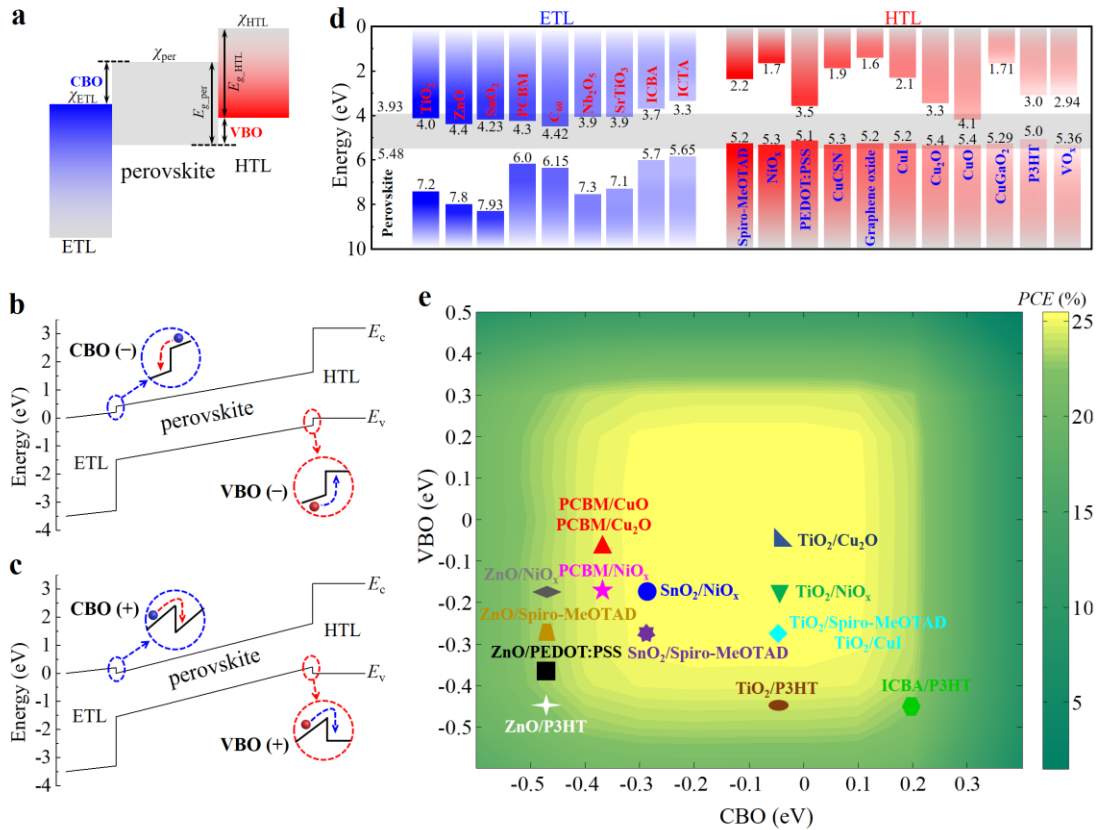 a
χHTL
χper
CBO
χETL
Eg_per
Eg_HTL
VBO
perovskite
HTL
ETL
d
ETL
HTL
Energy (eV)
0
2
4
6
8
10
3.93
5.48
Perovskite
TiO2
ZnO
SnO2
PCBM
C60
Nb2O5
SrTiO3
ICBA
ICTA
4.0
4.4
4.23
4.3
4.42
3.9
3.9
3.7
3.3
7.2
7.8
7.93
6.0
6.15
7.3
7.1
5.7
5.65
2.2
1.7
3.5
1.9
1.6
2.1
3.3
4.1
1.71
3.0
2.94
5.2
5.3
5.1
5.3
5.2
5.2
5.4
5.4
5.29
5.0
5.36
Spiro-MeOTAD
NiOx
PEDOT:PSS
CuCSN
Graphene oxide
CuI
Cu2O
CuO
CuGaO2
P3HT
VOx
b
Energy (eV)
3
2
1
0
-1
-2
-3
-4
CBO (−)
Ec
HTL
perovskite
Ev
ETL
VBO (−)
c
Energy (eV)
4
3
2
1
0
-1
-2
-3
-4
CBO (+)
Ec
HTL
perovskite
Ev
ETL
VBO (+)
e
PCE (%)
25
20
15
10
5
VBO (eV)
0.5
0.4
0.3
0.2
0.1
0
-0.1
-0.2
-0.3
-0.4
-0.5
PCBM/CuO
PCBM/Cu2O
TiO2/Cu2O
ZnO/NiOx
PCBM/NiOx
SnO2/NiOx
TiO2/NiOx
ZnO/Spiro-MeOTAD
TiO2/Spiro-MeOTAD
TiO2/CuI
ZnO/PEDOT:PSS
SnO2/Spiro-MeOTAD
TiO2/P3HT
ICBA/P3HT
ZnO/P3HT
-0.5
-0.4
-0.3
-0.2
-0.1
0
0.1
0.2
0.3
CBO (eV)